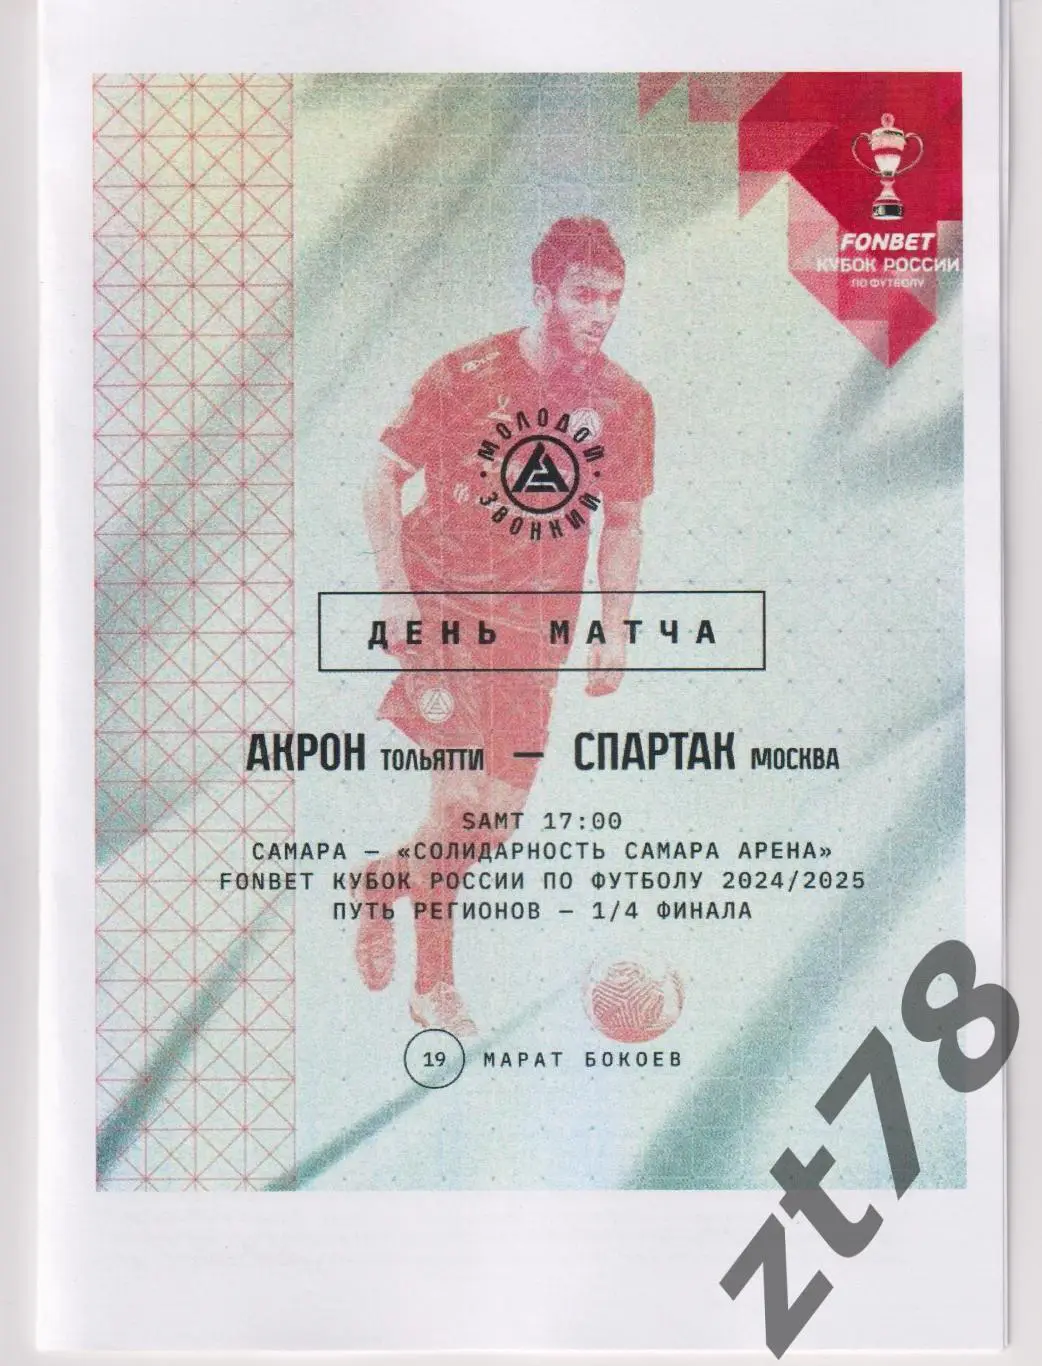 FONBET
КУБОК РОССИИ
ПО ФУТБОЛУ
МОЛОДОЙ
ЗВОНКИЙ
ДЕНЬ МАТЧА
АКРОН ТОЛЬЯТТИ — СПАРТАК МОСКВА
SAMT 17:00
САМАРА — «СОЛИДАРНОСТЬ САМАРА АРЕНА»
FONBET КУБОК РОССИИ ПО ФУТБОЛУ 2024/2025
ПУТЬ РЕГИОНОВ — 1/4 ФИНАЛА
19 МАРАТ БОКОЕВ
zt78